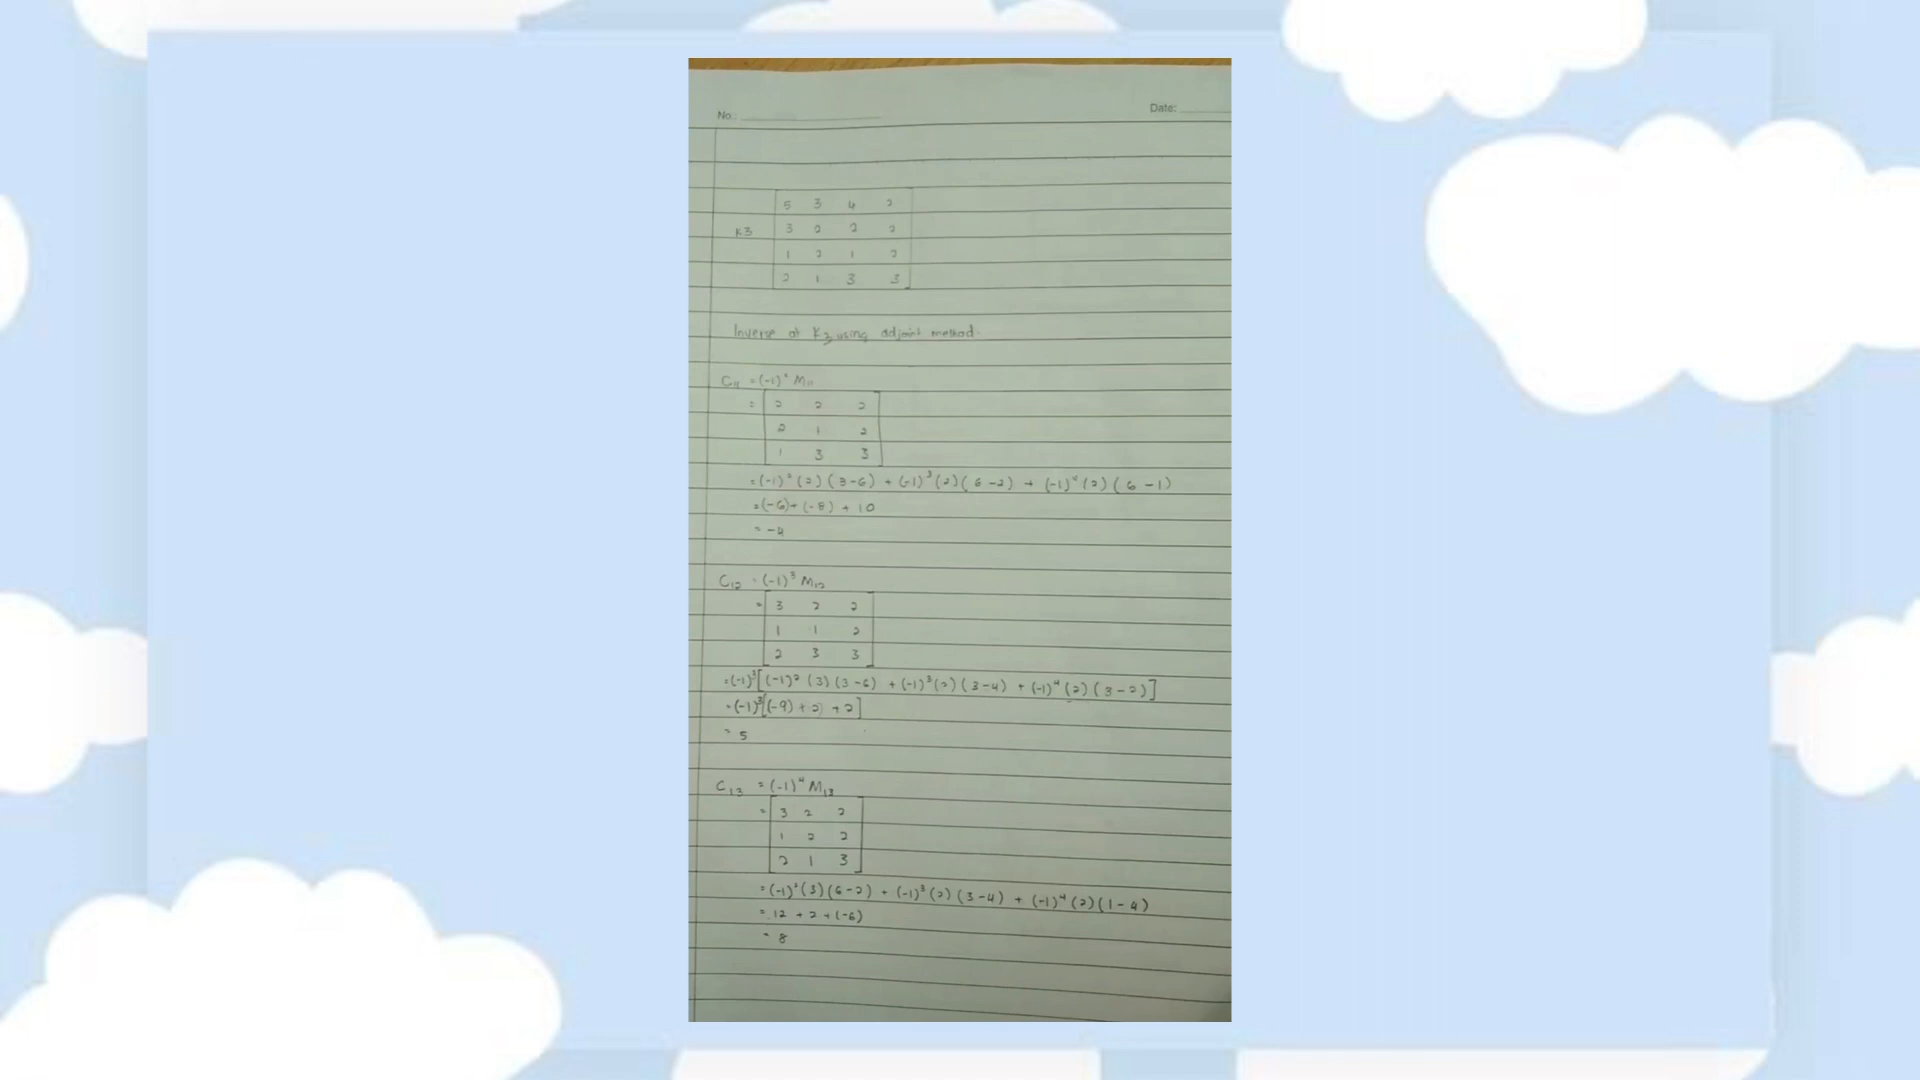 No.:
Date:
5 3 4 2
K3 3 2 2 2
1 2 1 2
2 1 3 3
Inverse of K3 using adjoint method.
C₁₁ = (-1)² M₁₁
= 2 2 2
2 1 2
1 3 3
= (-1)² (2) (3-6) + (-1)³ (2) (6-2) + (-1)⁴ (2) (6-1)
= (-6) + (-8) + 10
= -4
C₁₂ = (-1)³ M₁₂
= 3 2 2
1 1 2
2 3 3
= (-1)³ [(-1)² (3) (3-6) + (-1)³ (2) (3-4) + (-1)⁴ (2) (3-2)]
= (-1)³ [(-9) + 2) + 2]
= 5
C₁₃ = (-1)⁴ M₁₃
= 3 2 2
1 2 2
2 1 3
= (-1)² (3) (6-2) + (-1)³ (2) (3-4) + (-1)⁴ (2) (1-4)
= 12 + 2 + (-6)
= 8